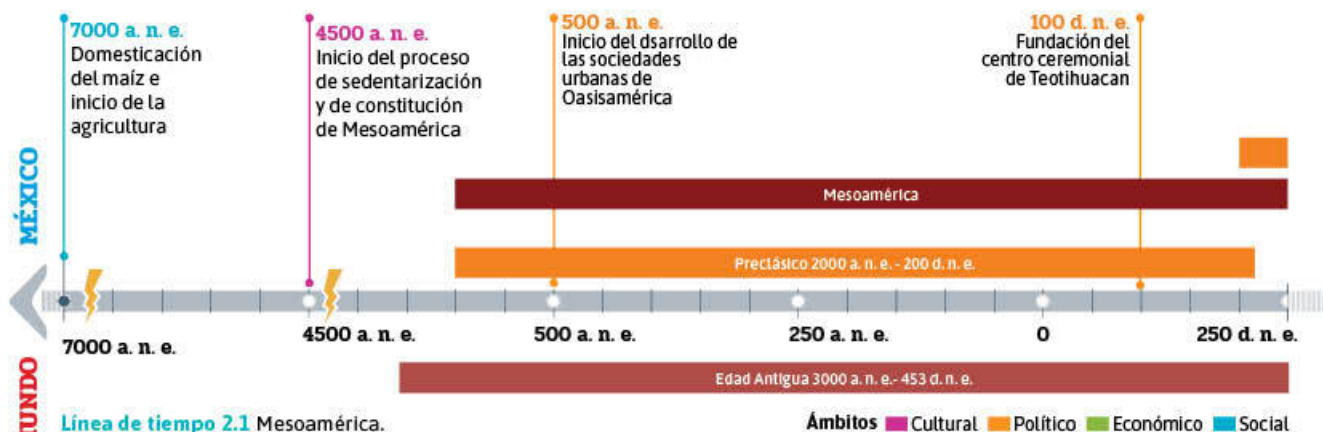 7000 a. n. e.
Domesticación
del maíz e
inicio de la
agricultura
4500 a. n. e.
Inicio del proceso
de sedentarización
y de constitución
de Mesoamérica
500 a. n. e.
Inicio del dsarrollo de
las sociedades
urbanas de
Oasisamérica
100 d. n. e.
Fundación del
centro ceremonial
de Teotihuacan
MÉXICO
Mesoamérica
Preclásico 2000 a. n. e. - 200 d. n. e.
7000 a. n. e.
4500 a. n. e.
500 a. n. e.
250 a. n. e.
0
250 d. n. e.
Edad Antigua 3000 a. n. e.- 453 d. n. e.
Línea de tiempo 2.1 Mesoamérica.
Ámbitos Cultural Político Económico Social